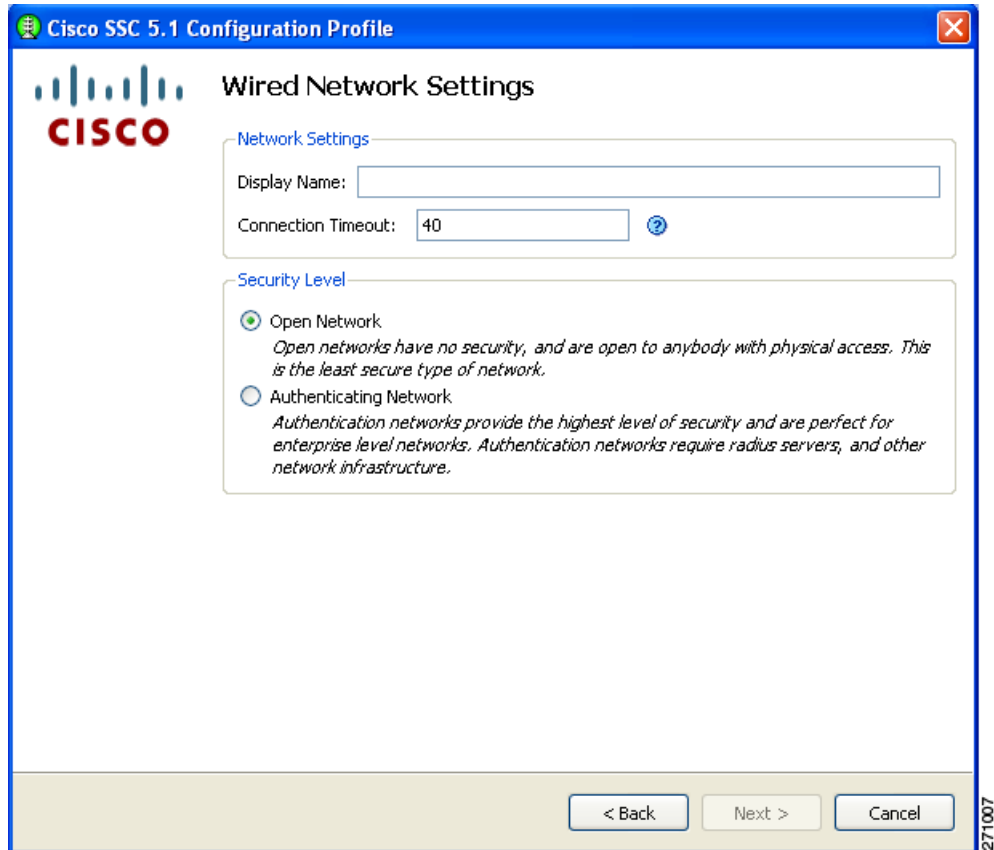 Cisco SSC 5.1 Configuration Profile
CISCO
Wired Network Settings
Network Settings
Display Name:
Connection Timeout: 40
Security Level
Open Network
Open networks have no security, and are open to anybody with physical access. This
is the least secure type of network.
Authenticating Network
Authentication networks provide the highest level of security and are perfect for
enterprise level networks. Authentication networks require radius servers, and other
network infrastructure.
< Back
Next >
Cancel
271007